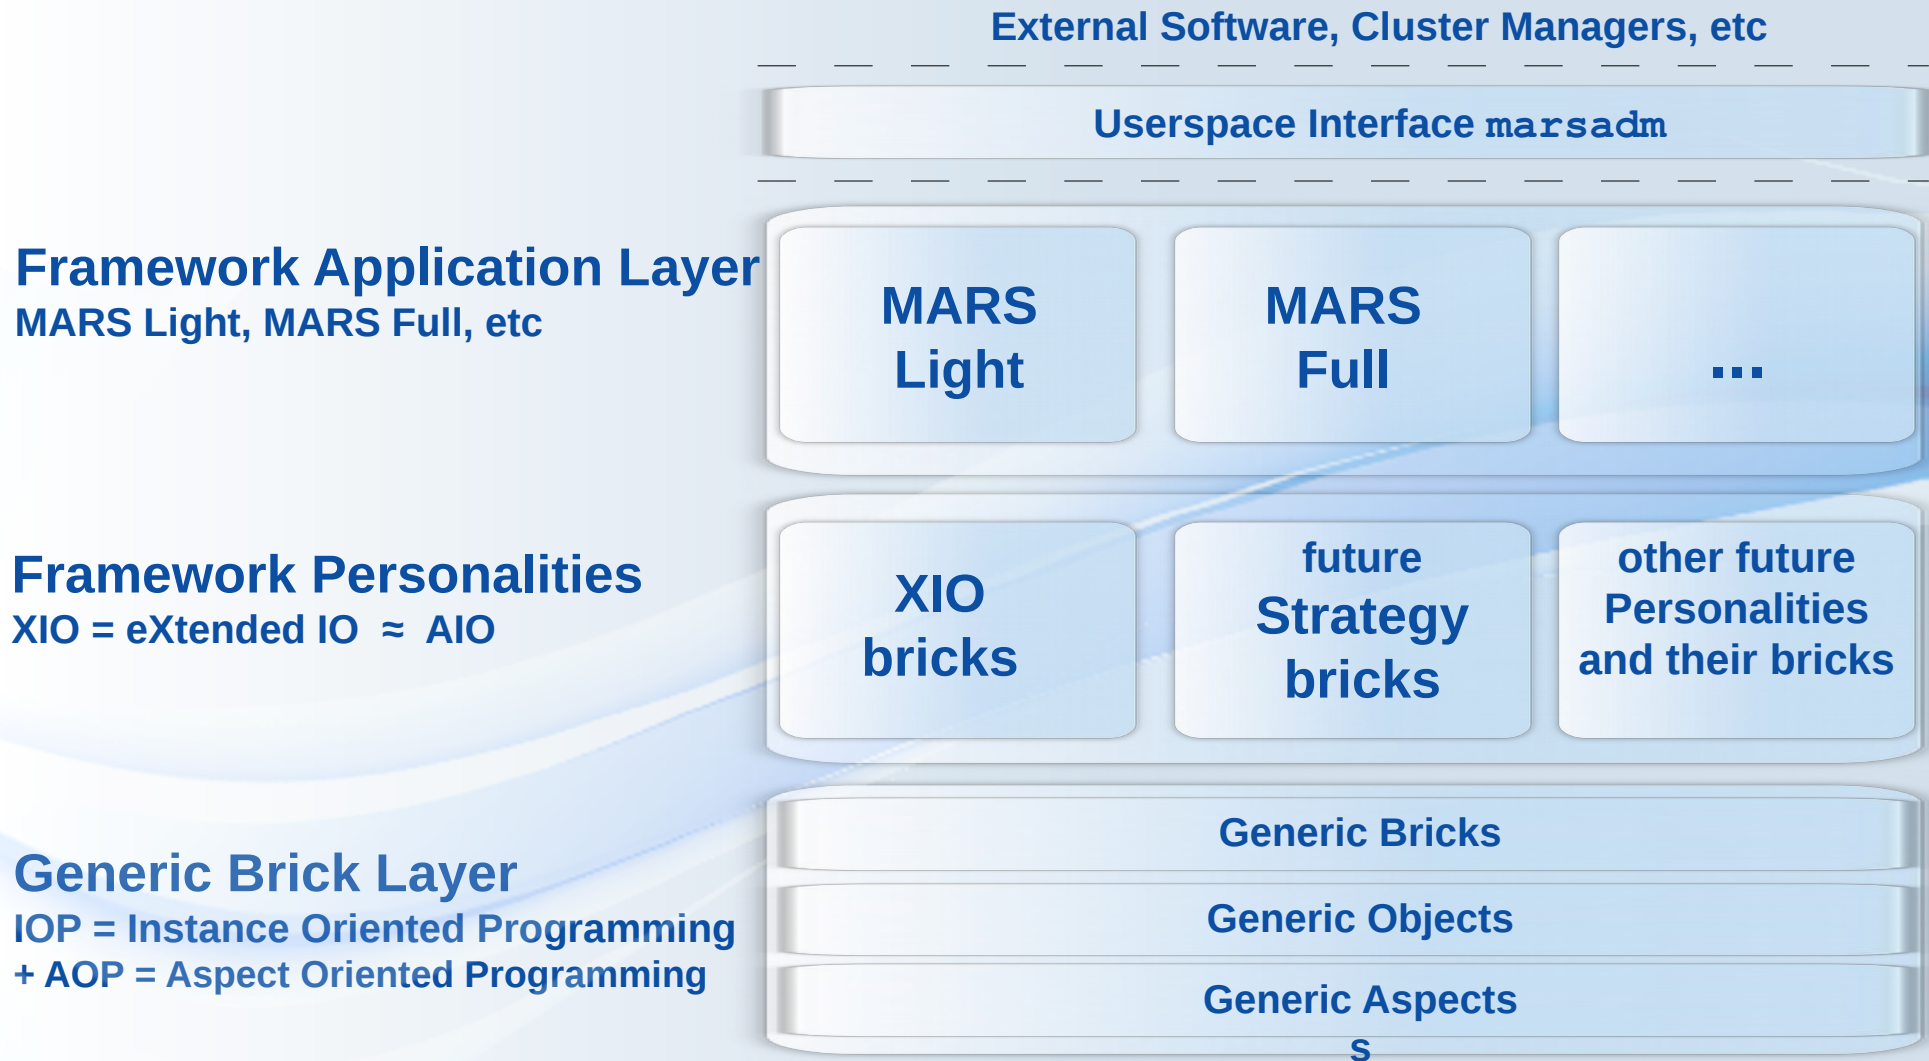 External Software, Cluster Managers, etc
Userspace Interface marsadm
Framework Application Layer
MARS Light, MARS Full, etc
MARS
Light
MARS
Full
...
Framework Personalities
XIO = eXtended IO ≈ AIO
XIO
bricks
future
Strategy
bricks
other future
Personalities
and their bricks
Generic Brick Layer
IOP = Instance Oriented Programming
+ AOP = Aspect Oriented Programming
Generic Bricks
Generic Objects
Generic Aspects
s